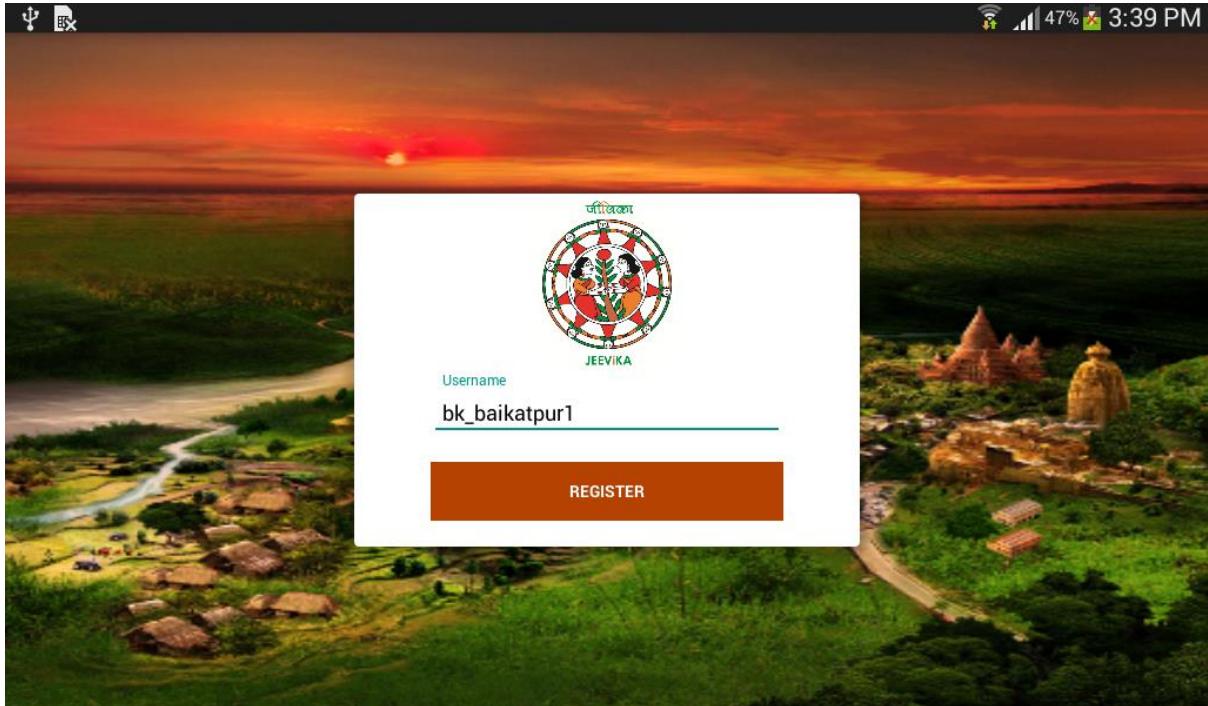 47% 3:39 PM
जीविका
JEEViKA
Username
bk_baikatpur1
REGISTER